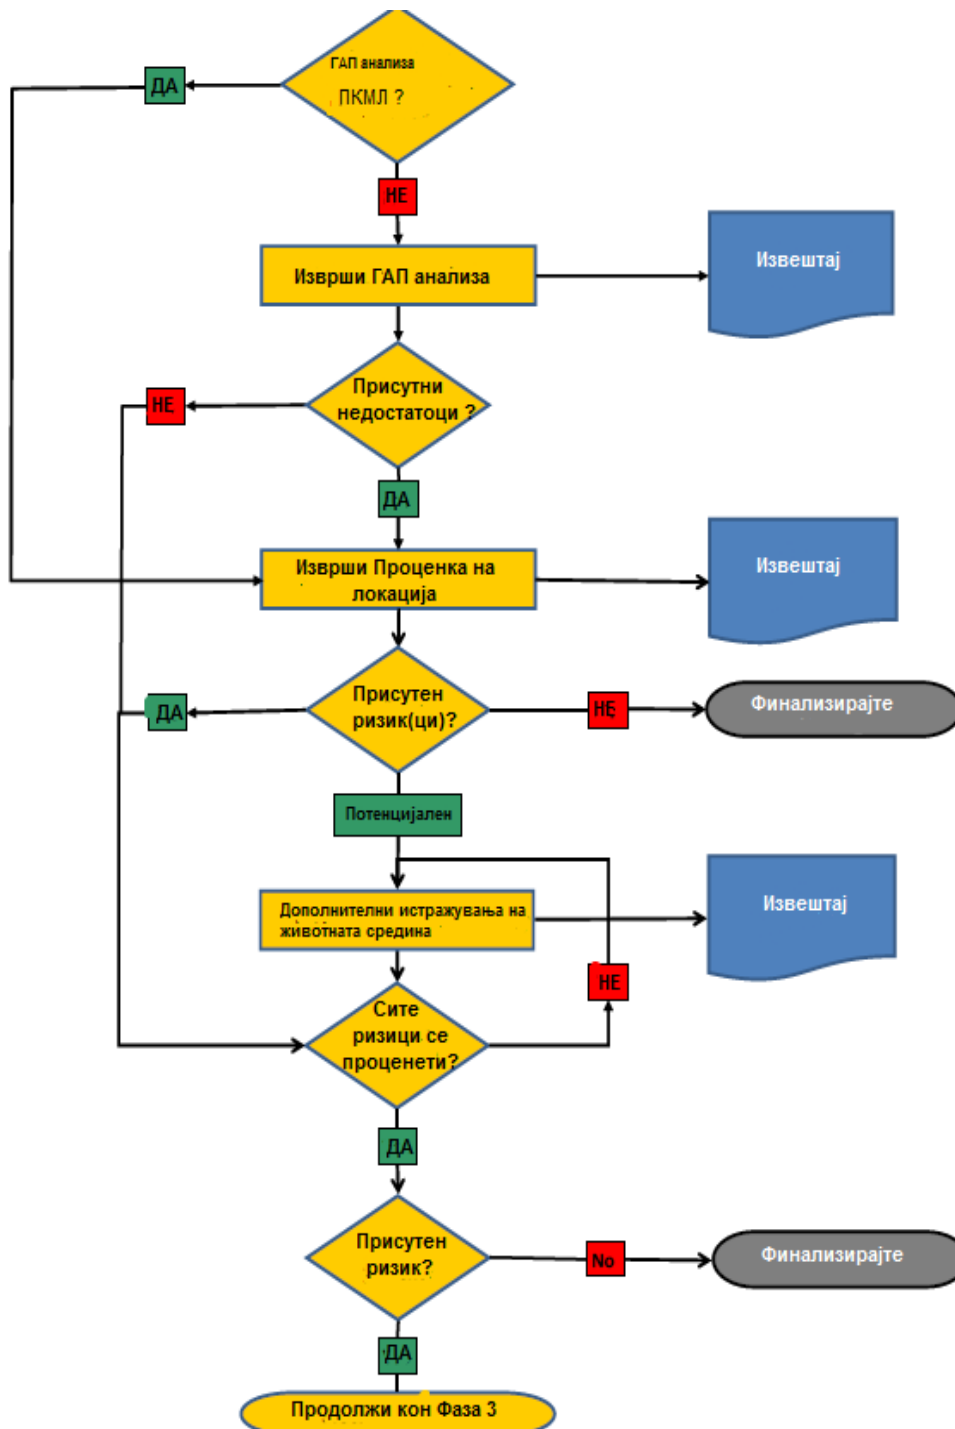 ГАП анализа
ПКМЛ ?
ДА
НЕ
Изврши ГАП анализа
Извештај
Присутни
недостатоци ?
НЕ
ДА
Изврши Проценка на
локација
Извештај
Присутен
ризик(ци)?
ДА
НЕ
Финализирајте
Потенцијален
Дополнителни истражувања на
животната средина
Извештај
НЕ
Сите
ризици се
проценети?
ДА
Присутен
ризик?
No
Финализирајте
ДА
Продолжи кон Фаза 3